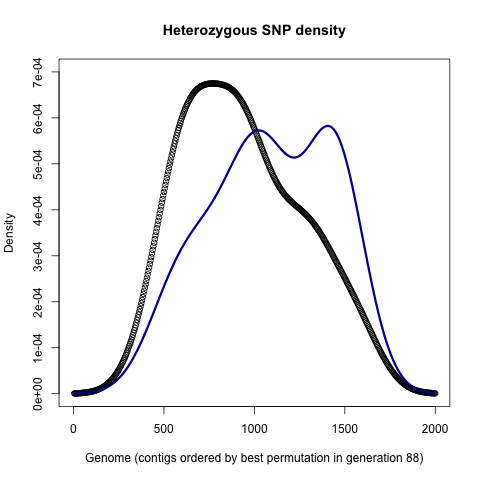 Heterozygous SNP density
Density
7e-04
6e-04
5e-04
4e-04
3e-04
2e-04
1e-04
0e+00
0 500 1000 1500 2000
Genome (contigs ordered by best permutation in generation 88)